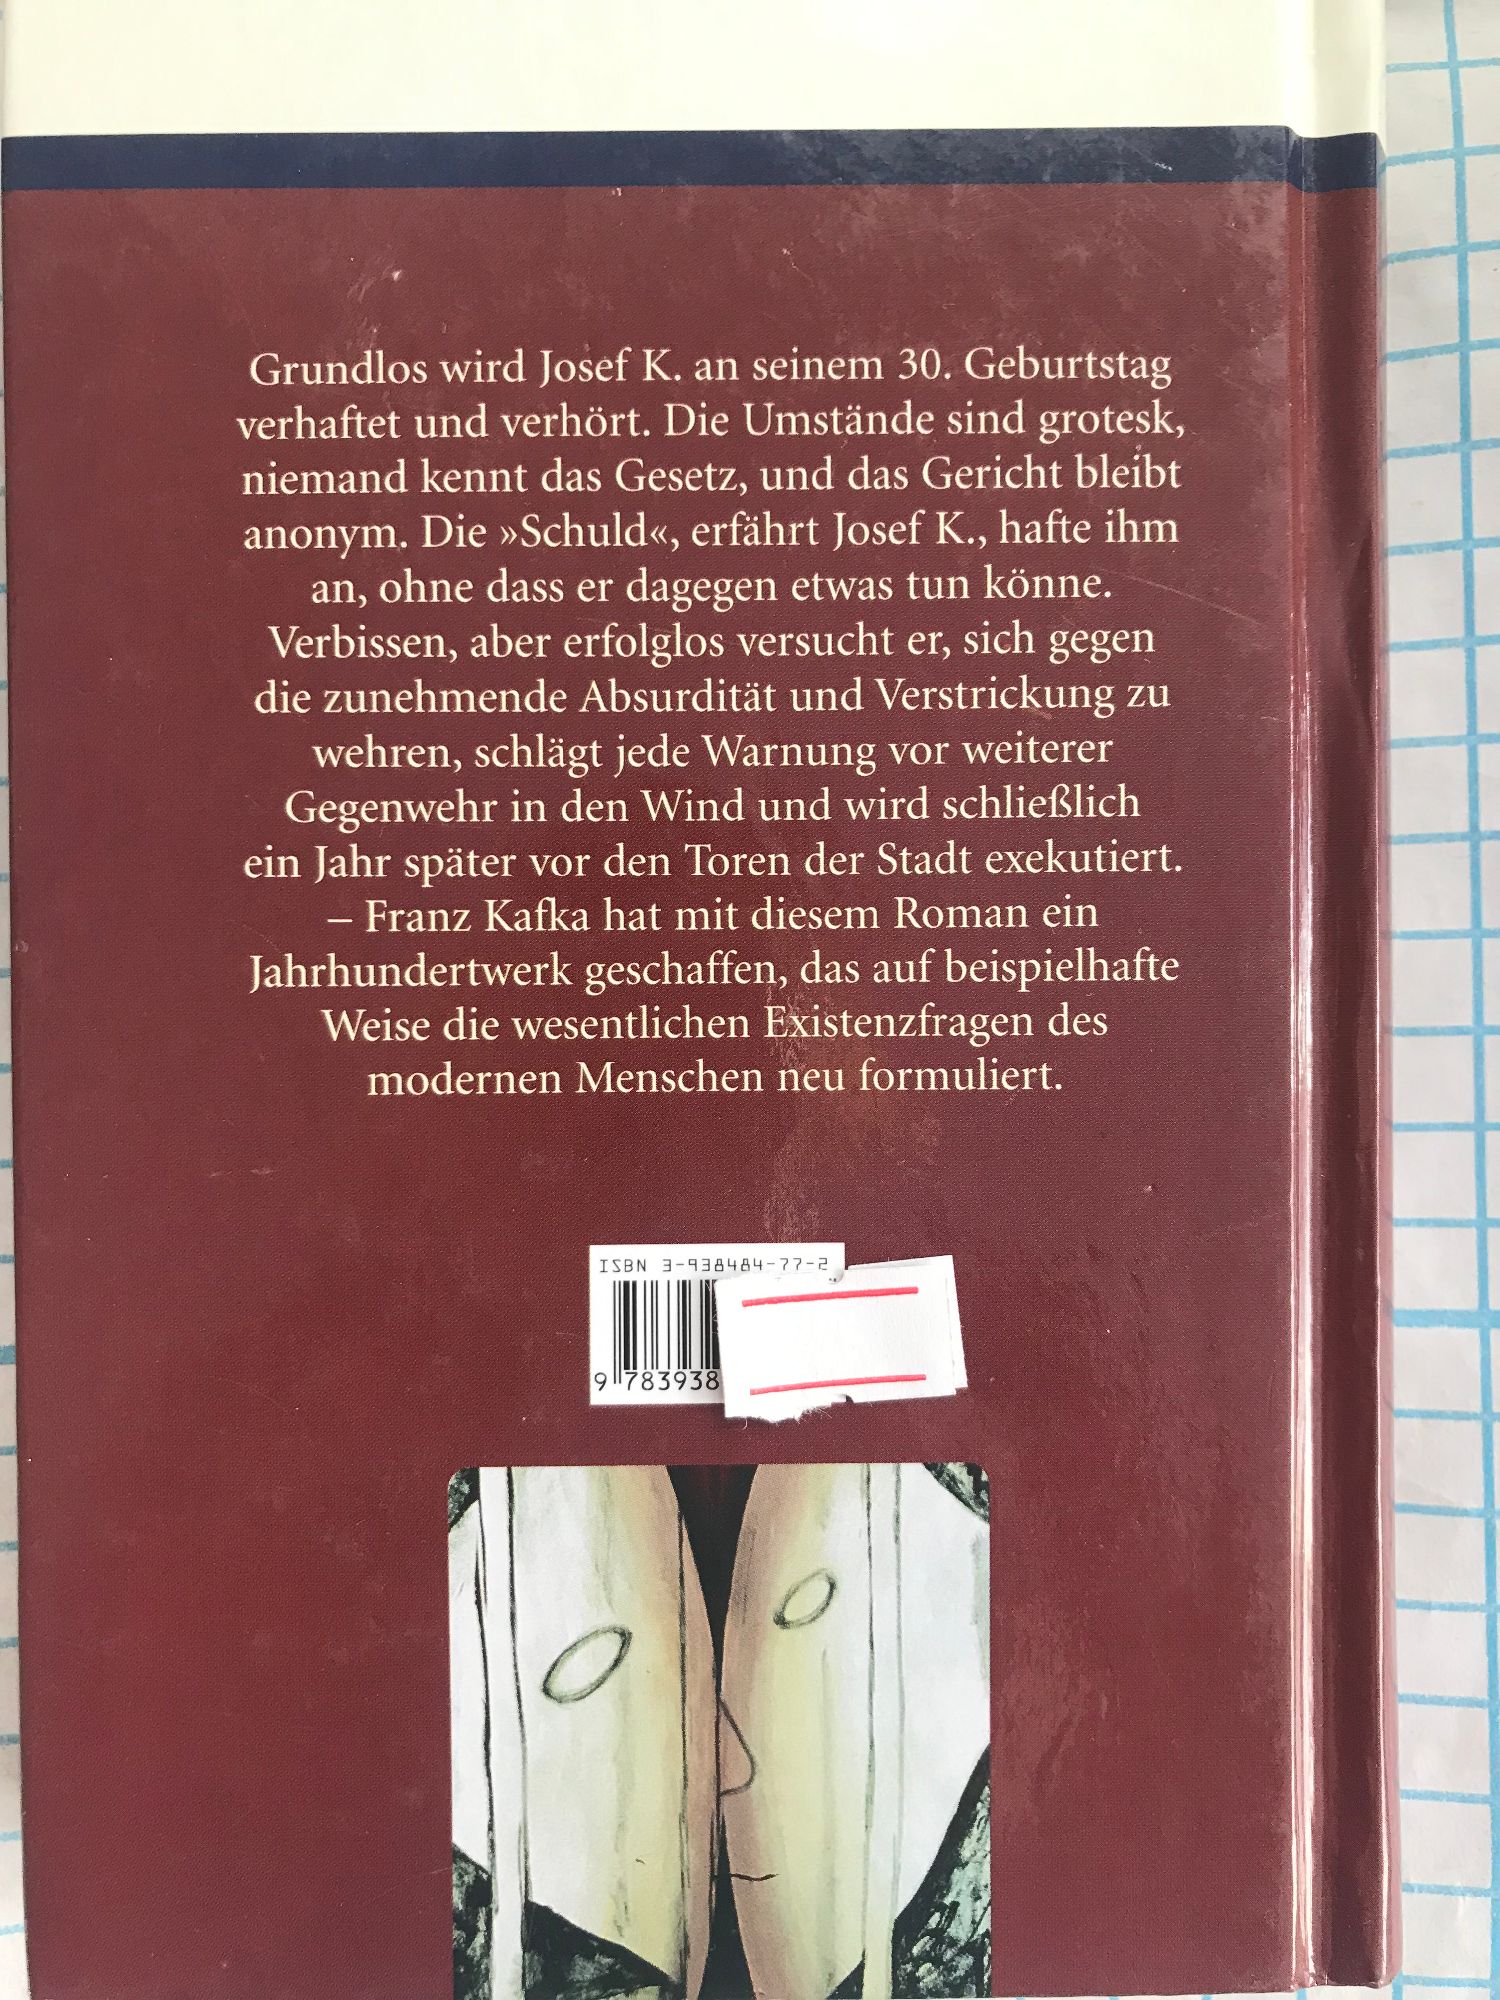 Grundlos wird Josef K. an seinem 30. Geburtstag
verhaftet und verhört. Die Umstände sind grotesk,
niemand kennt das Gesetz, und das Gericht bleibt
anonym. Die »Schuld«, erfährt Josef K., hafte ihm
an, ohne dass er dagegen etwas tun könne.
Verbissen, aber erfolglos versucht er, sich gegen
die zunehmende Absurdität und Verstrickung zu
wehren, schlägt jede Warnung vor weiterer
Gegenwehr in den Wind und wird schließlich
ein Jahr später vor den Toren der Stadt exekutiert.
– Franz Kafka hat mit diesem Roman ein
Jahrhundertwerk geschaffen, das auf beispielhafte
Weise die wesentlichen Existenzfragen des
modernen Menschen neu formuliert.
ISBN 3-938484-77-2
9 783938